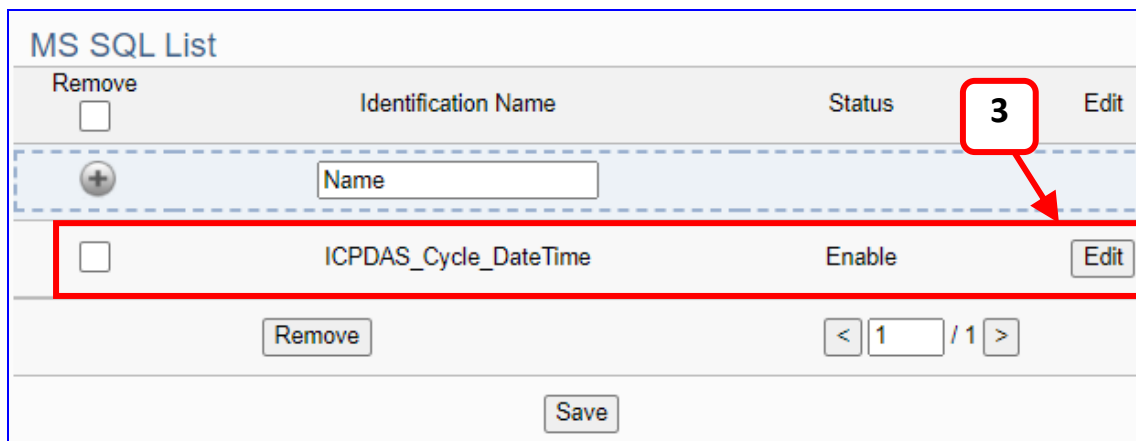 MS SQL List
Remove
Identification Name
Status
3
Edit
Name
ICPDAS_Cycle_DateTime
Enable
Edit
Remove
< 1 / 1 >
Save